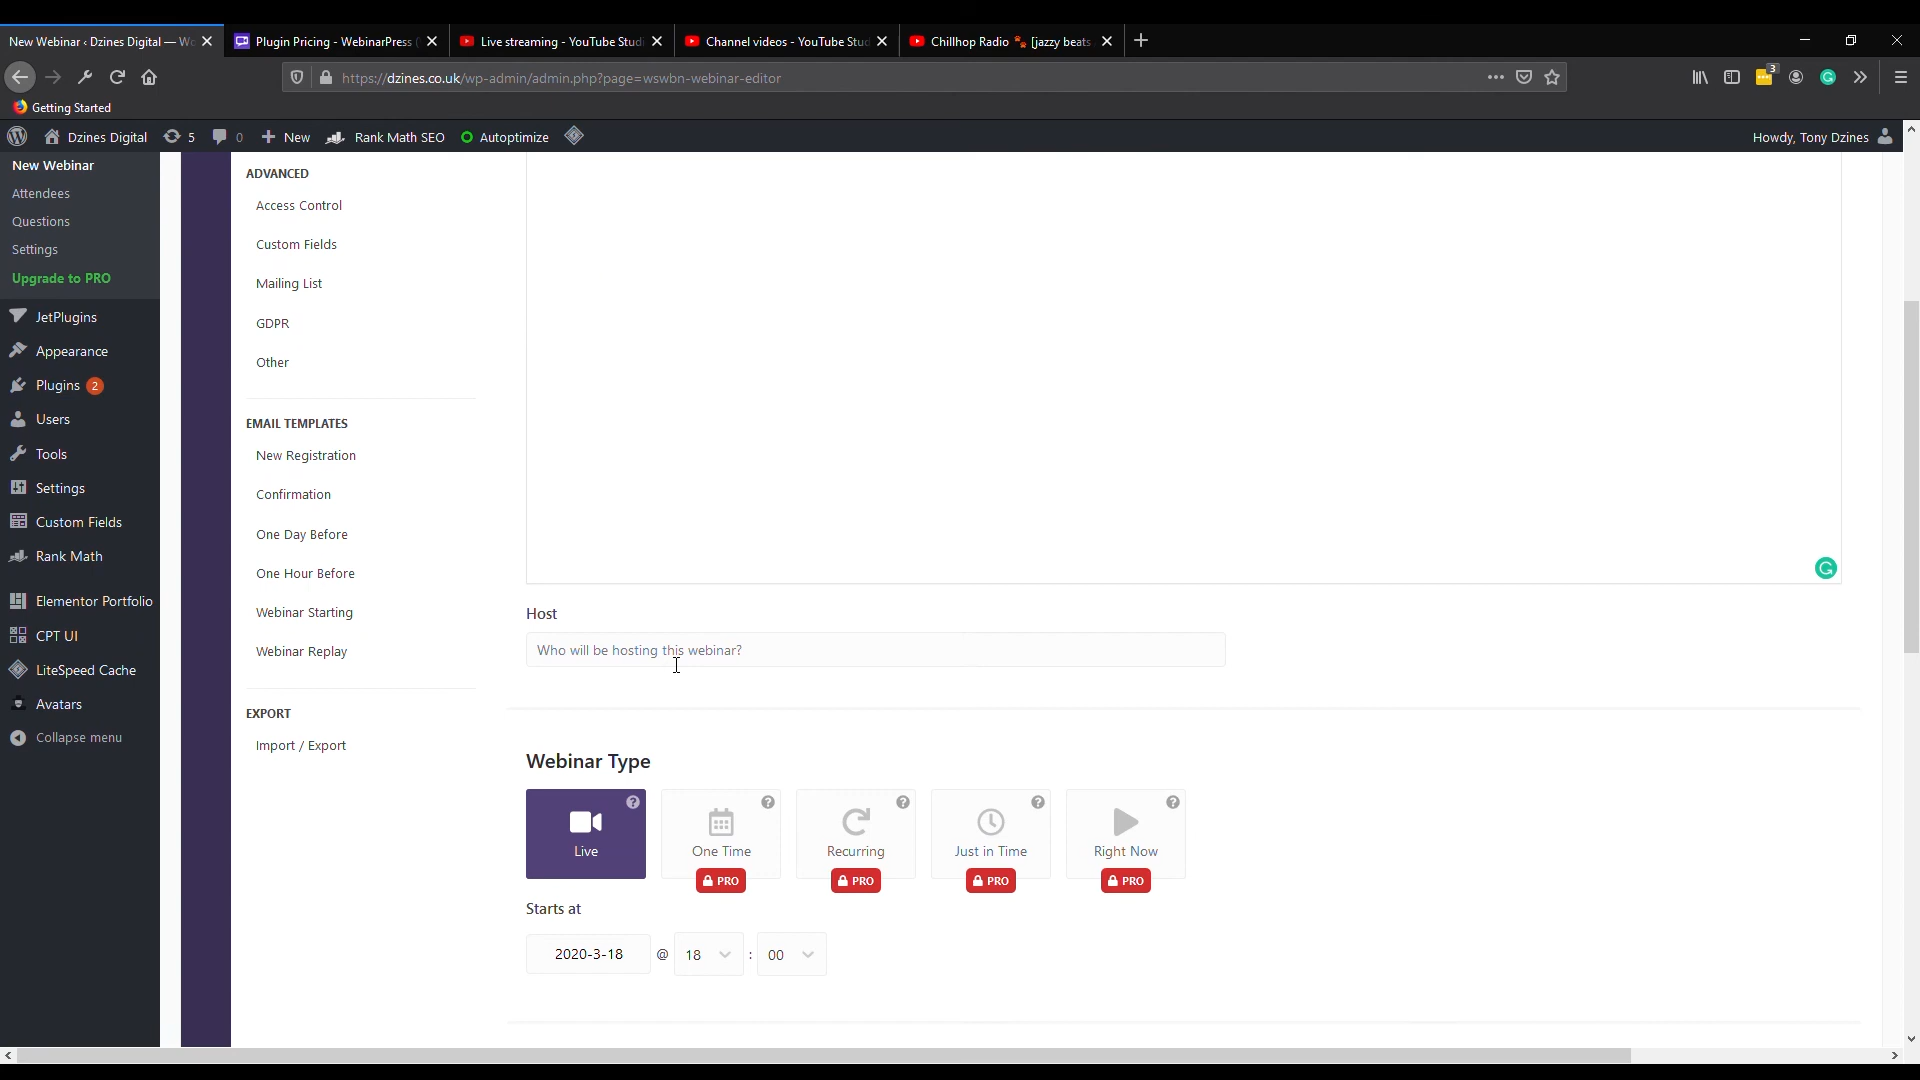 New Webinar ‹ Dzines Digital — Wo
Plugin Pricing - WebinarPress (
Live streaming - YouTube Studi
Channel videos - YouTube Stud
Chillhop Radio 🐾 [jazzy beats
https://dzines.co.uk/wp-admin/admin.php?page=wswbn-webinar-editor
3
Getting Started
Dzines Digital
5
0
New
Rank Math SEO
Autoptimize
Howdy, Tony Dzines
New Webinar
Attendees
Questions
Settings
Upgrade to PRO
JetPlugins
Appearance
Plugins 2
Users
Tools
Settings
Custom Fields
Rank Math
Elementor Portfolio
CPT UI
LiteSpeed Cache
Avatars
Collapse menu
ADVANCED
Access Control
Custom Fields
Mailing List
GDPR
Other
EMAIL TEMPLATES
New Registration
Confirmation
One Day Before
One Hour Before
Webinar Starting
Webinar Replay
EXPORT
Import / Export
Host
Who will be hosting this webinar?
Webinar Type
Live
One Time
PRO
Recurring
PRO
Just in Time
PRO
Right Now
PRO
Starts at
2020-3-18 @ 18 : 00